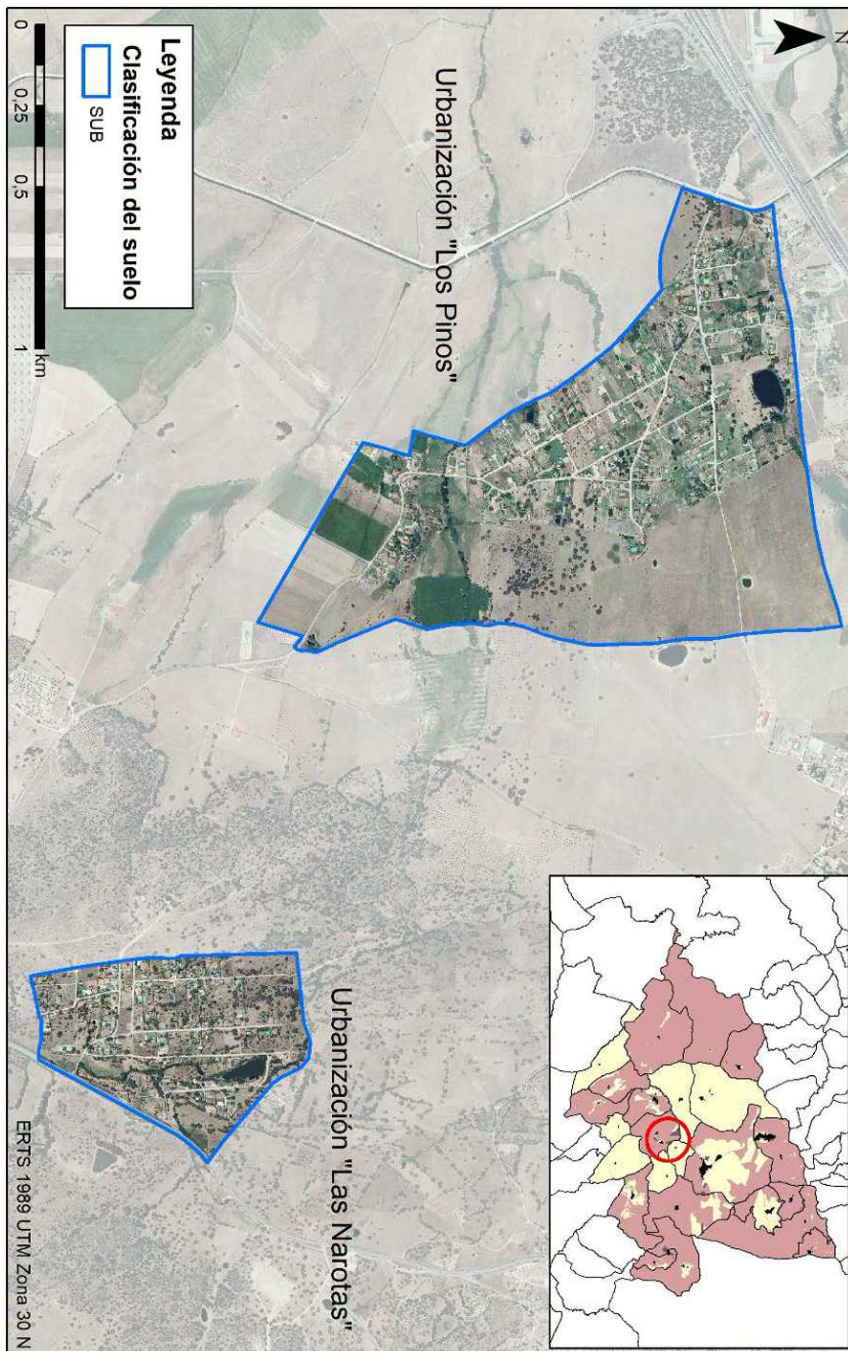 N
Urbanización "Los Pinos"
Urbanización "Las Narotas"
Leyenda
Clasificación del suelo
SUB
0 0,25 0,5 1
km
ERTS 1989 UTM Zona 30 N